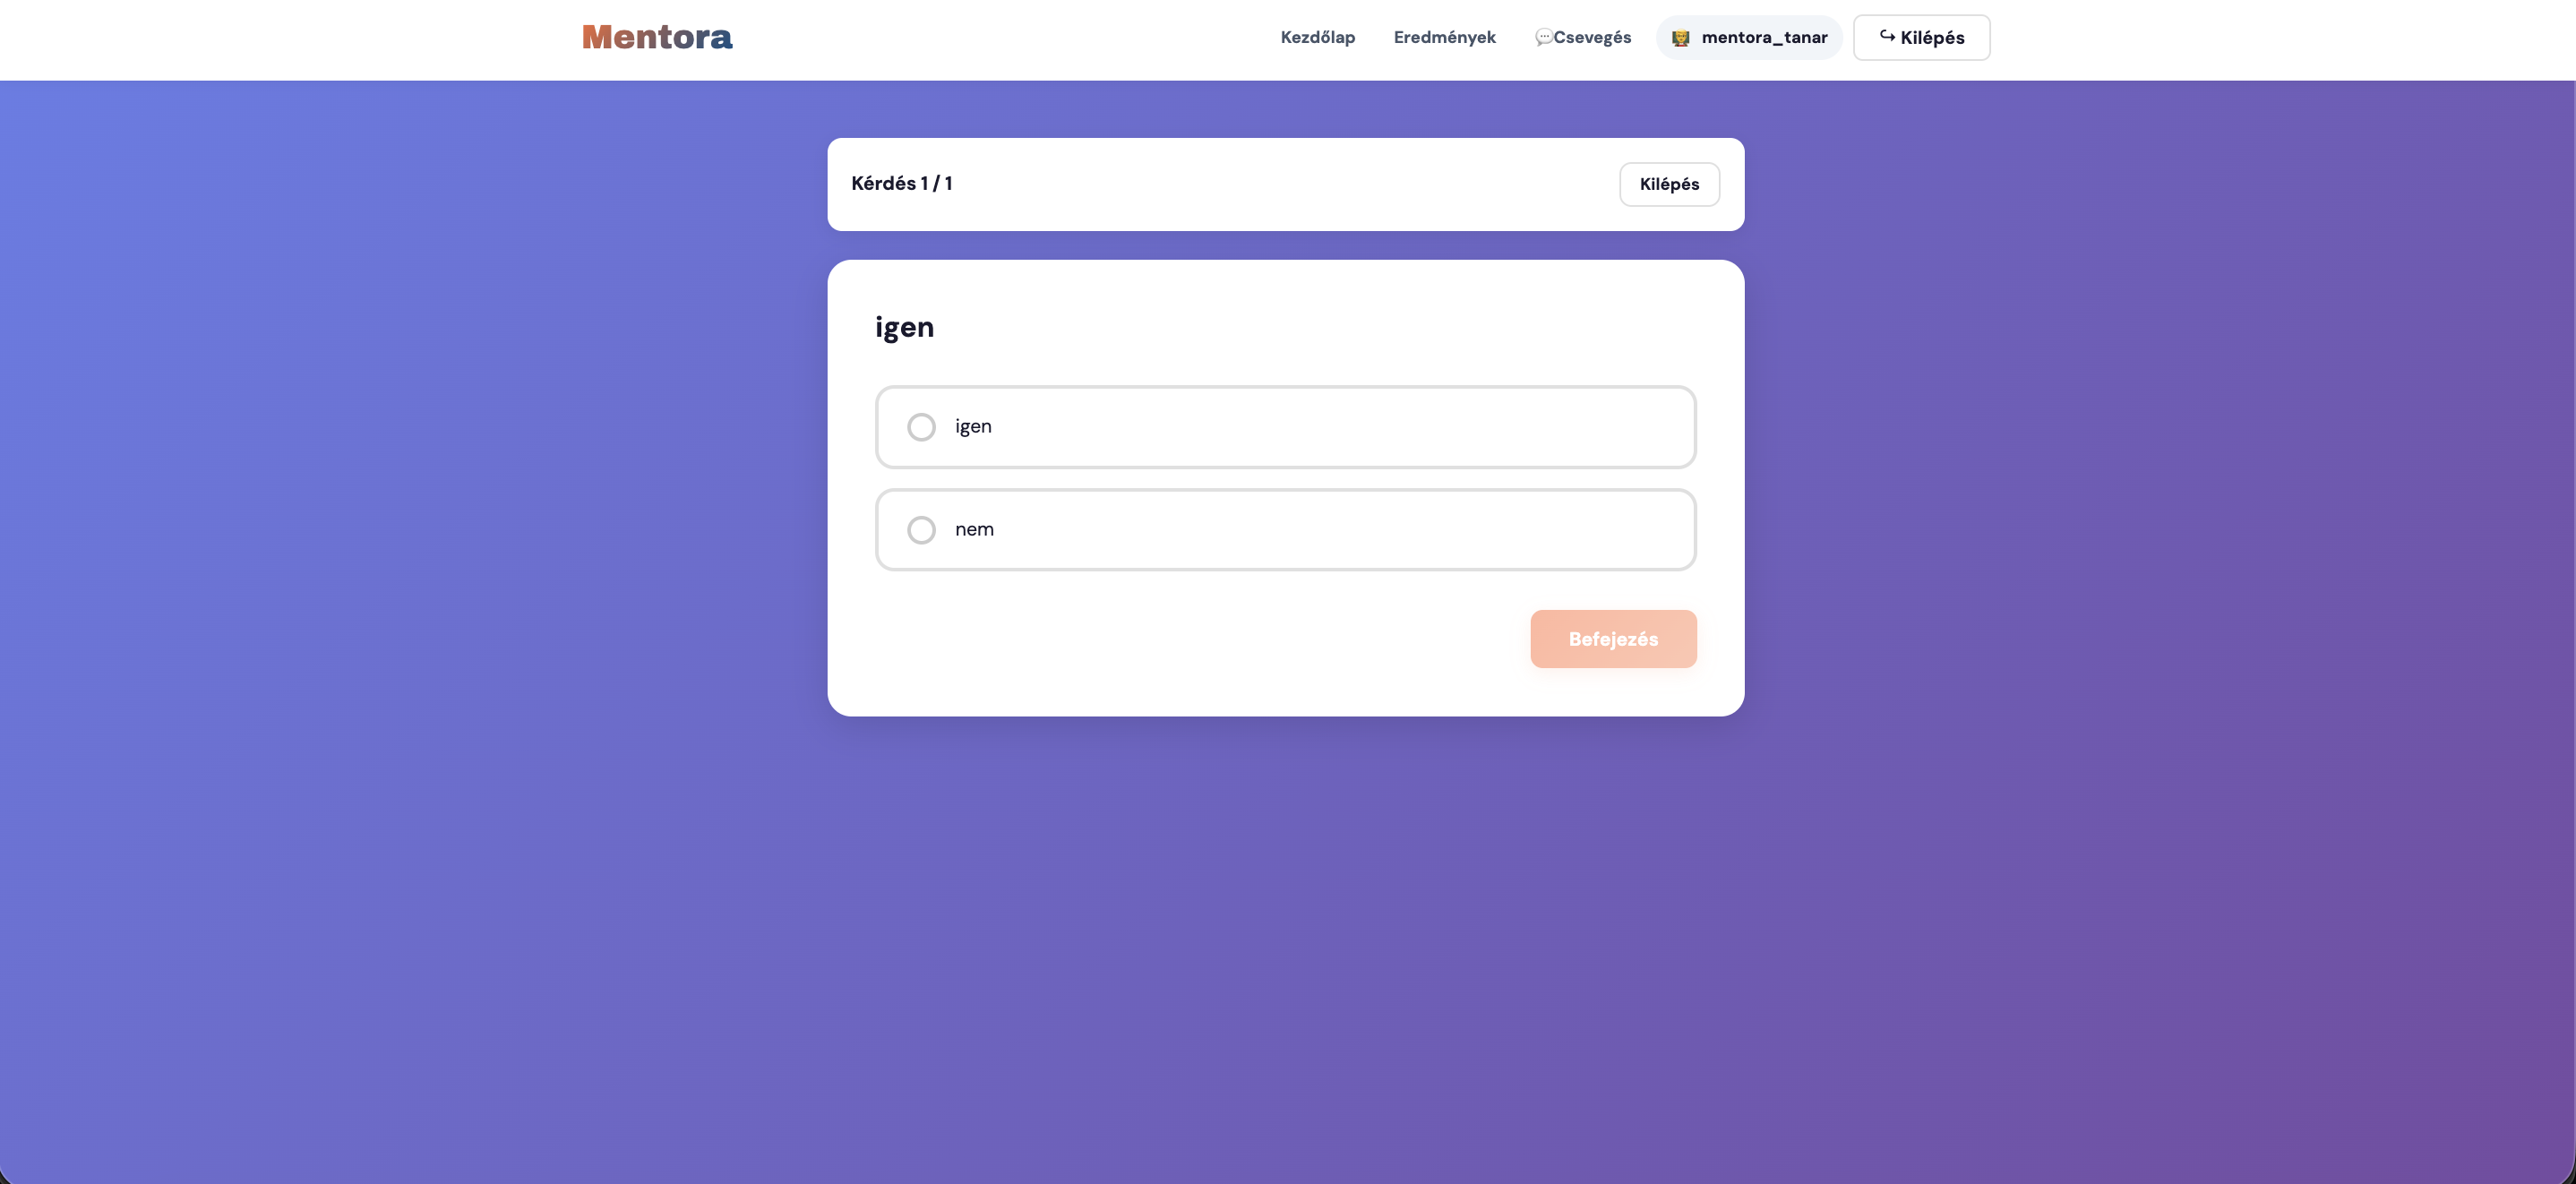 Mentora
Kezdőlap Eredmények Csevegés mentora_tanar Kilépés
Kérdés 1 / 1 Kilépés
igen
igen
nem
Befejezés